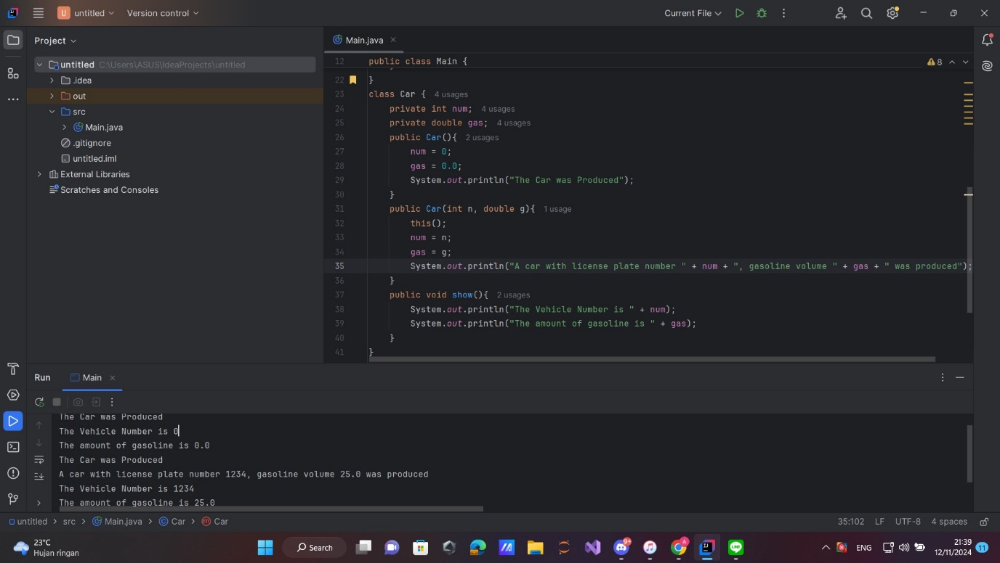 U untitled Version control Current File
Project
Main.java
untitled C:\Users\ASUS\IdeaProjects\untitled
.idea
out
src
Main.java
.gitignore
untitled.iml
External Libraries
Scratches and Consoles
12 public class Main {
8
22 }
23 class Car { 4 usages
24 private int num; 4 usages
25 private double gas; 4 usages
26 public Car(){ 2 usages
27 num = 0;
28 gas = 0.0;
29 System.out.println("The Car was Produced");
30 }
31 public Car(int n, double g){ 1 usage
32 this();
33 num = n;
34 gas = g;
35 System.out.println("A car with license plate number " + num + ", gasoline volume " + gas + " was produced");
36 }
37 public void show(){ 2 usages
38 System.out.println("The Vehicle Number is " + num);
39 System.out.println("The amount of gasoline is " + gas);
40 }
41 }
Run Main
The Car was Produced
The Vehicle Number is 0
The amount of gasoline is 0.0
The Car was Produced
A car with license plate number 1234, gasoline volume 25.0 was produced
The Vehicle Number is 1234
The amount of gasoline is 25.0
untitled > src > Main.java > Car > Car 35:102 LF UTF-8 4 spaces
23°C
Hujan ringan
Search
ENG
21:39
12/11/2024
11